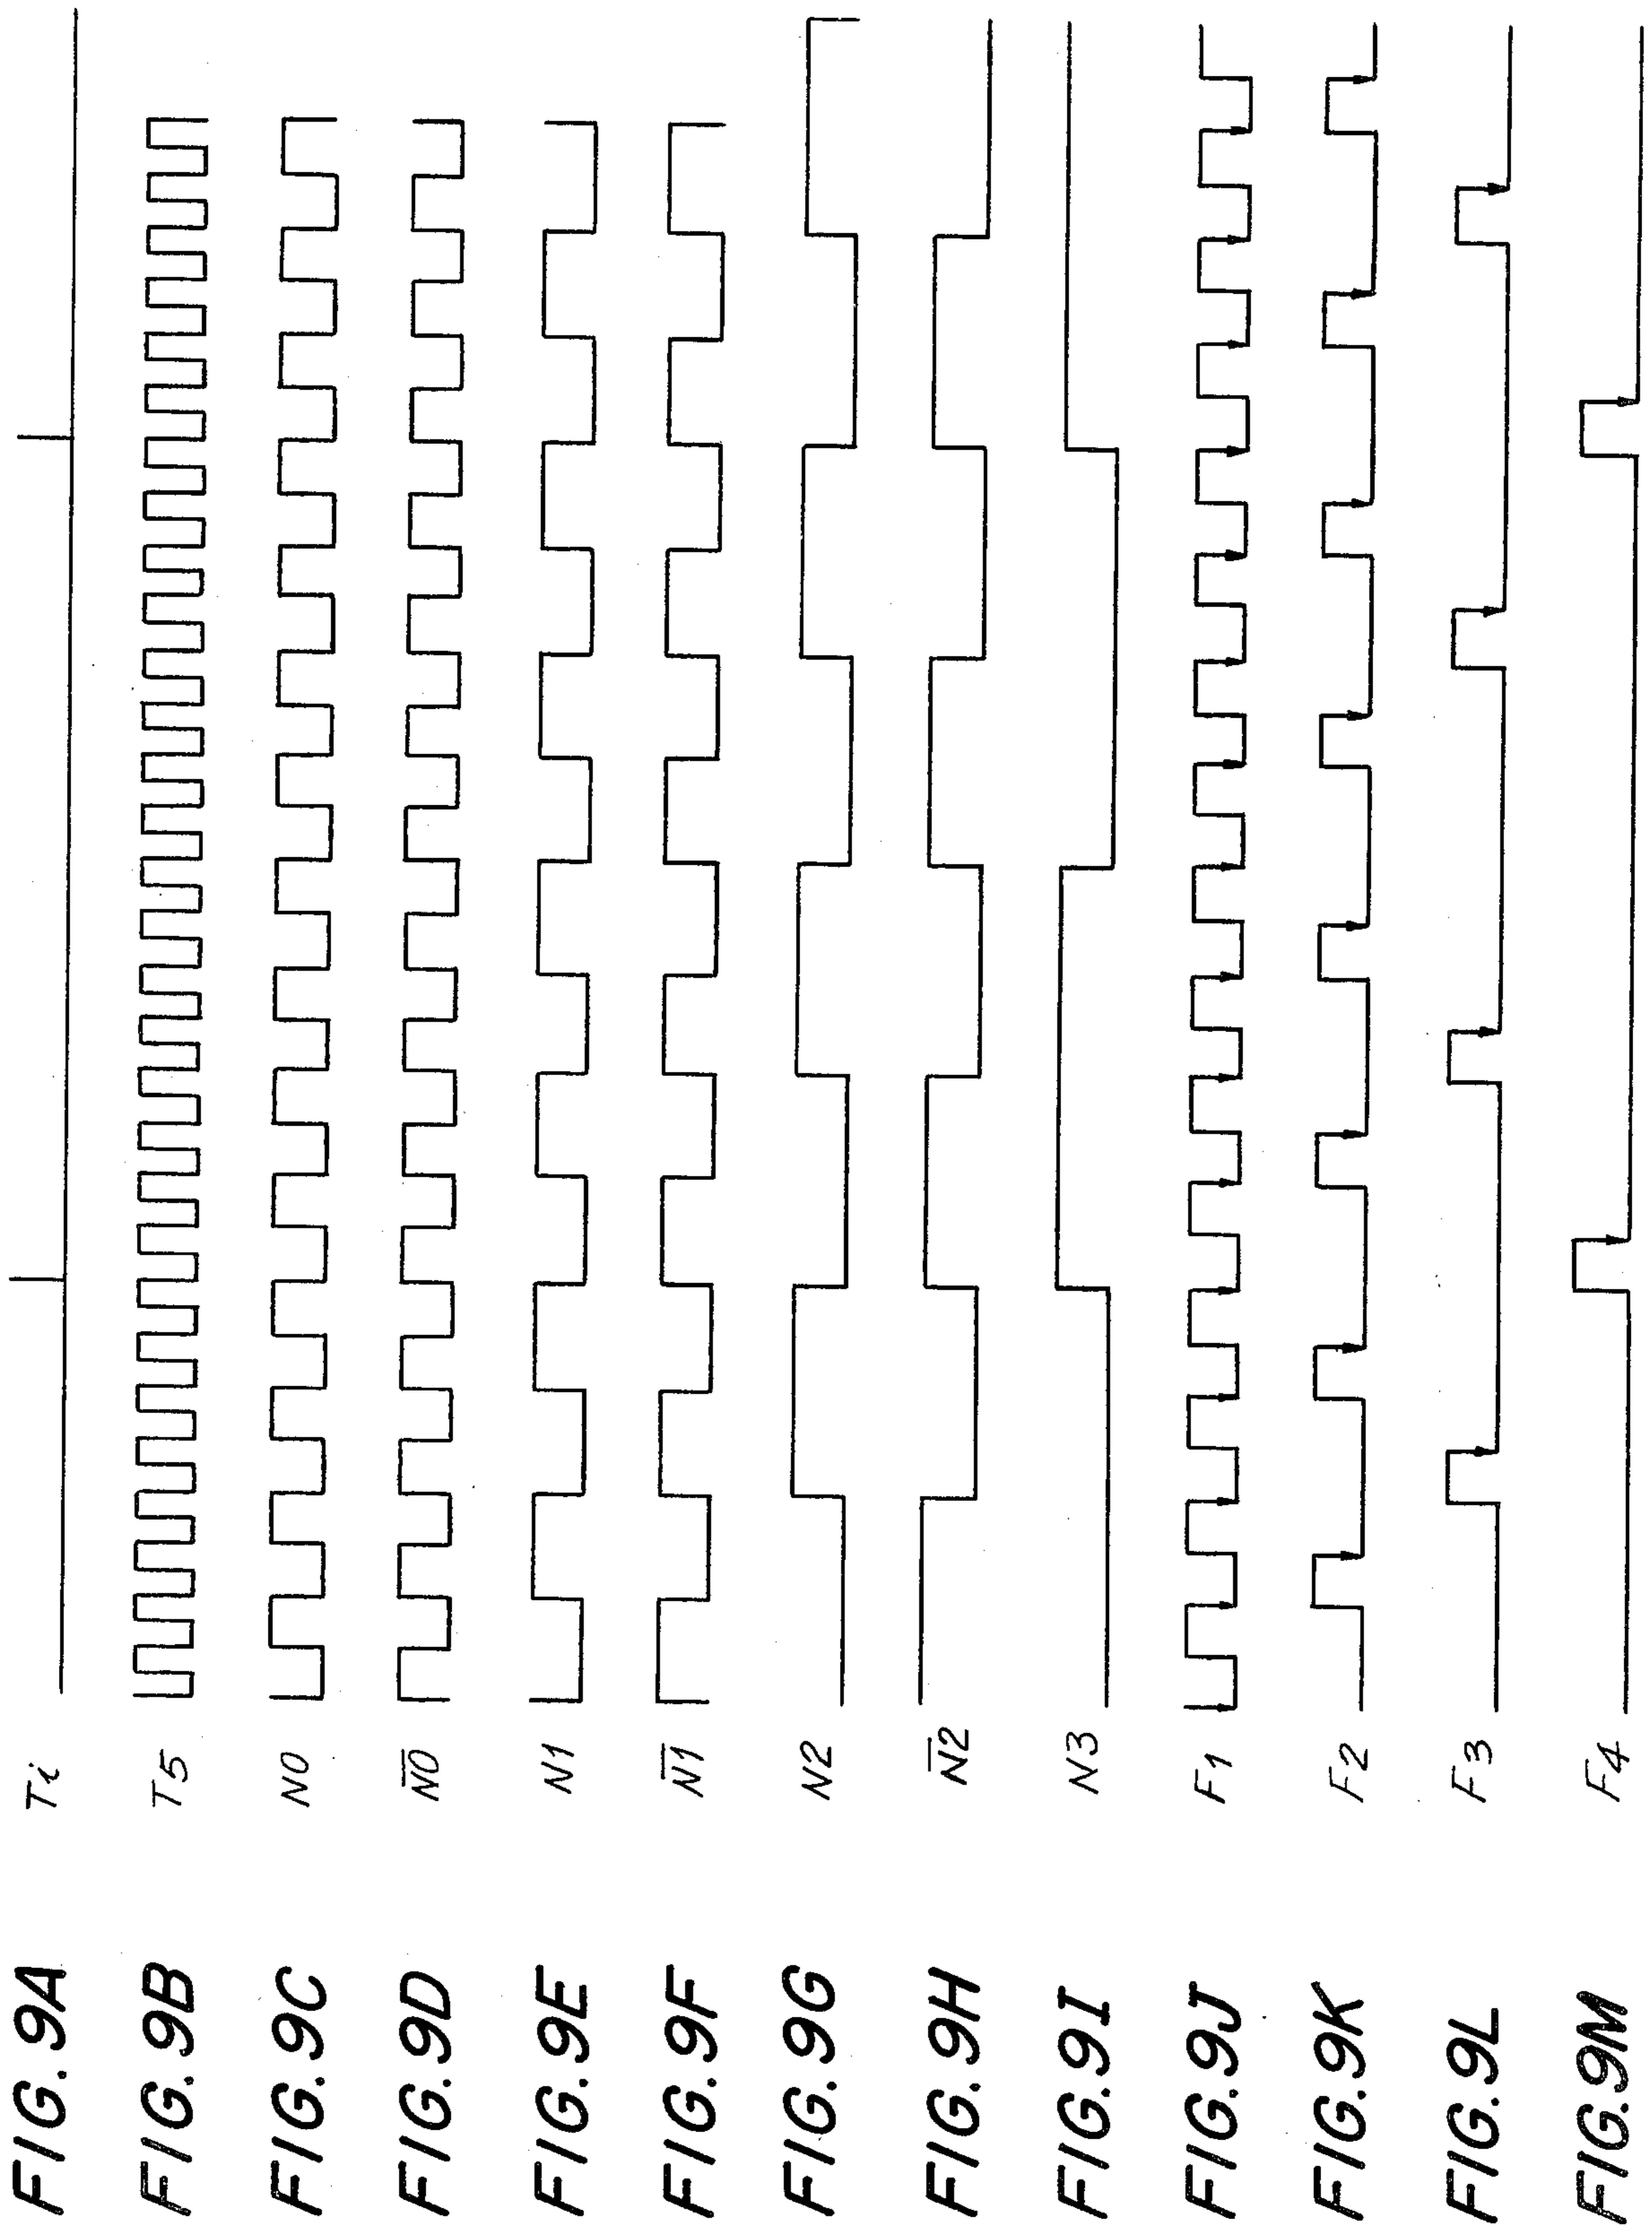 FIG.9A Ti
FIG.9B T5
FIG.9C N0
FIG.9D N̅0̅
FIG.9E N1
FIG.9F N̅1̅
FIG.9G N2
FIG.9H N̅2̅
FIG.9I N3
FIG.9J F1
FIG.9K F2
FIG.9L F3
FIG.9M F4